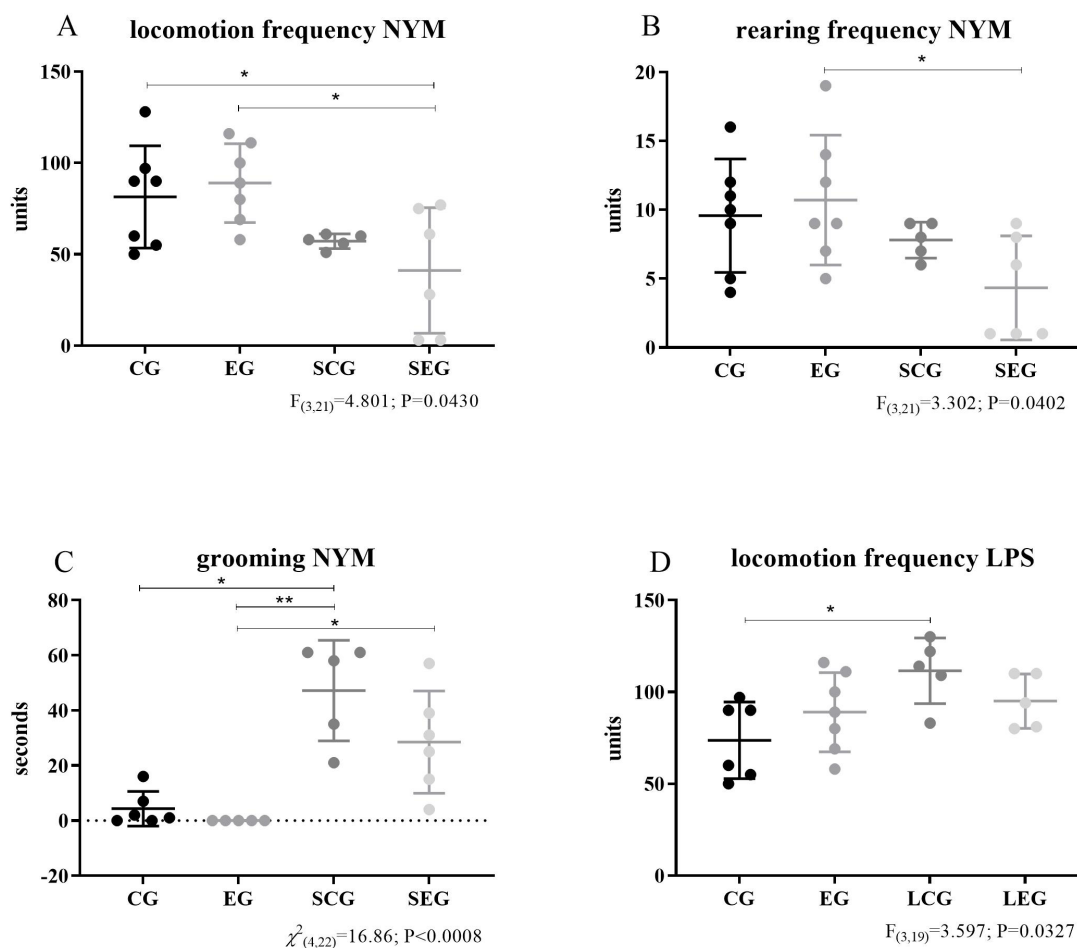 A
locomotion frequency NYM
150
100
50
0
units
*
*
CG EG SCG SEG
F(3,21)=4.801; P=0.0430
B
rearing frequency NYM
20
15
10
5
0
units
*
CG EG SCG SEG
F(3,21)=3.302; P=0.0402
C
grooming NYM
80
60
40
20
0
-20
seconds
*
**
*
CG EG SCG SEG
χ²(4,22)=16.86; P<0.0008
D
locomotion frequency LPS
150
100
50
0
units
*
CG EG LCG LEG
F(3,19)=3.597; P=0.0327